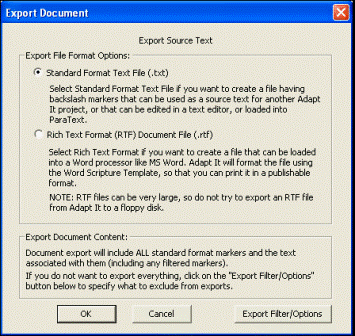 Export Document
Export Source Text
Export File Format Options:
Standard Format Text File (.txt)
Select Standard Format Text File if you want to create a file having
backslash markers that can be used as a source text for another Adapt
It project, or that can be edited in a text editor, or loaded into
ParaText.
Rich Text Format (RTF) Document File (.rtf)
Select Rich Text Format if you want to create a file that can be loaded
into a Word processor like MS Word. Adapt It will format the file using
the Word Scripture Template, so that you can print it in a publishable
format.
NOTE: RTF files can be very large, so do not try to export an RTF file
from Adapt It to a floppy disk.
Export Document Content:
Document export will include ALL standard format markers and the text
associated with them (including any filtered markers).
If you do not want to export everything, click on the "Export Filter/Options"
button below to specify what to exclude from exports.
OK Cancel Export Filter/Options